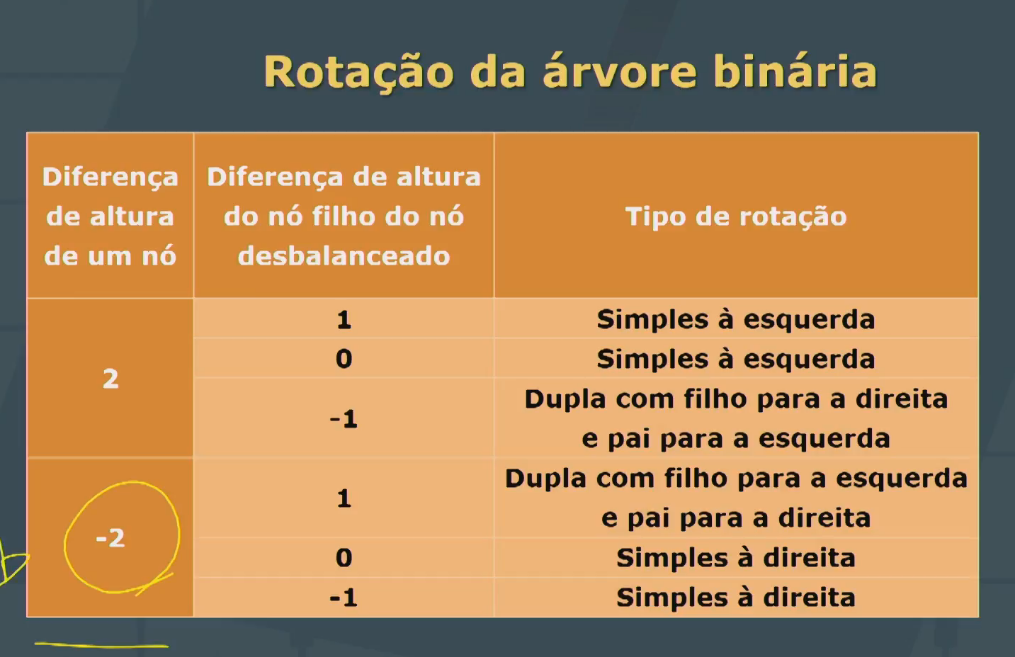 Rotação da árvore binária
Diferença
de altura
de um nó
Diferença de altura
do nó filho do nó
desbalanceado
Tipo de rotação
2
1
Simples à esquerda
0
Simples à esquerda
-1
Dupla com filho para a direita
e pai para a esquerda
-2
1
Dupla com filho para a esquerda
e pai para a direita
0
Simples à direita
-1
Simples à direita